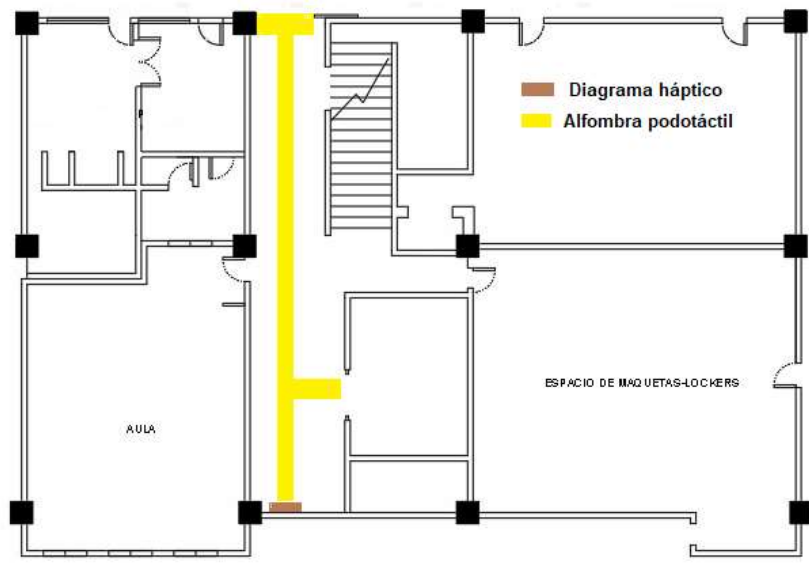 Diagrama háptico
Alfombra podotáctil
ESPACIO DE MAQUETAS-LOCKERS
AULA